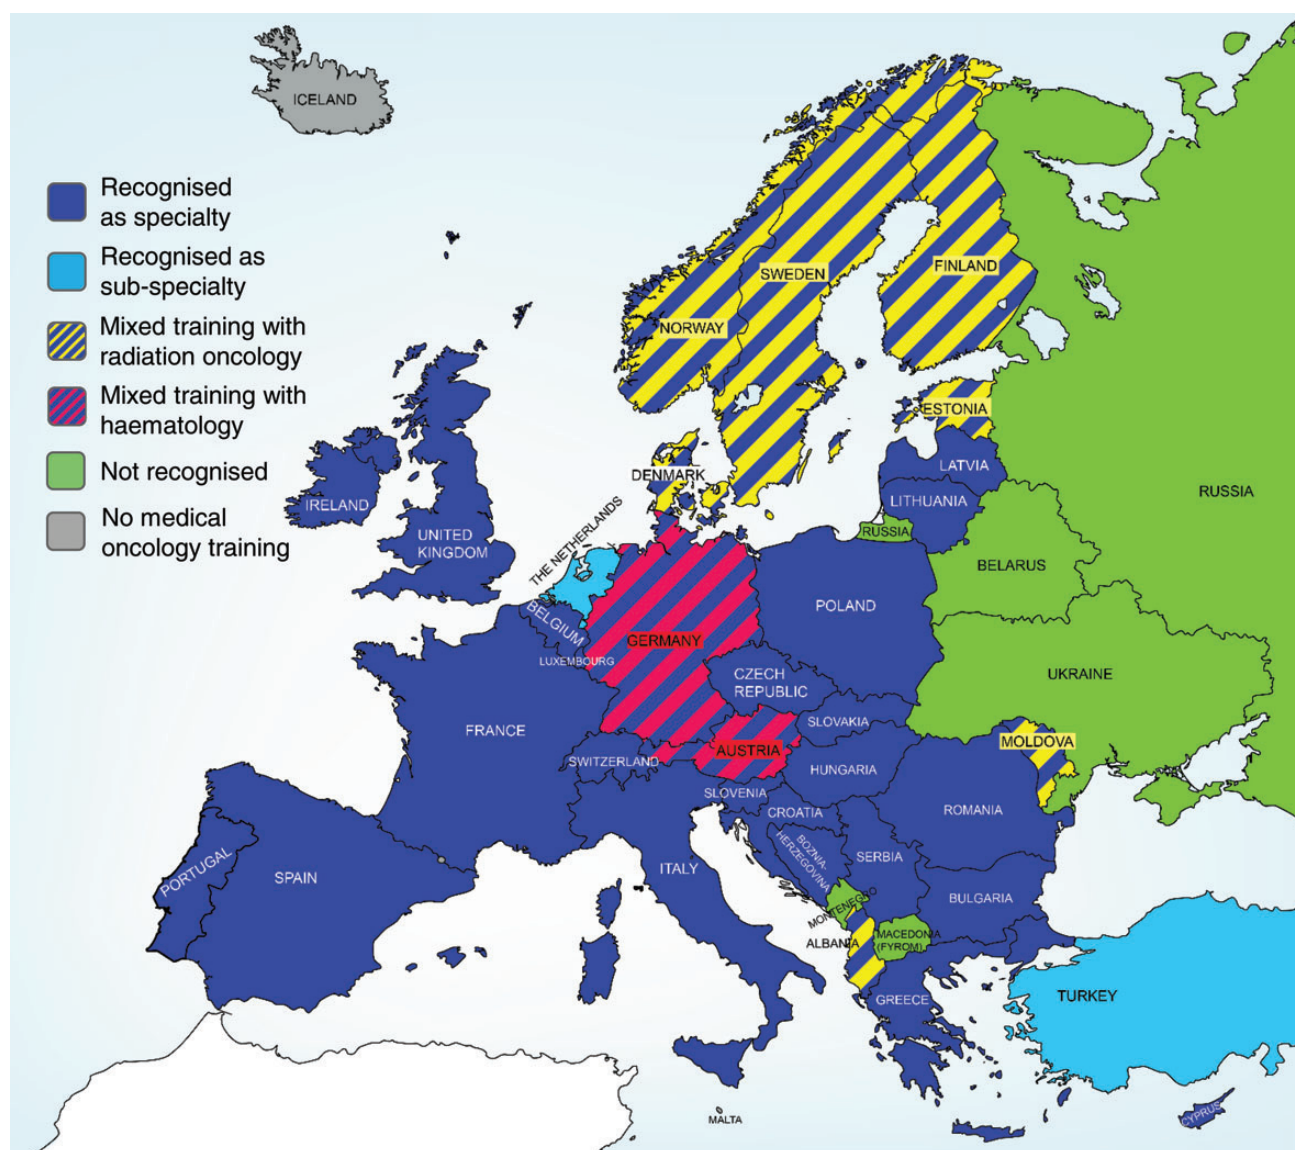 ICELAND
Recognised
as specialty
Recognised as
sub-specialty
Mixed training with
radiation oncology
Mixed training with
haematology
Not recognised
No medical
oncology training
SWEDEN
FINLAND
NORWAY
ESTONIA
DENMARK
LATVIA
LITHUANIA
RUSSIA
RUSSIA
IRELAND
UNITED
KINGDOM
THE NETHERLANDS
BELGIUM
LUXEMBOURG
GERMANY
POLAND
BELARUS
UKRAINE
CZECH
REPUBLIC
SLOVAKIA
FRANCE
SWITZERLAND
AUSTRIA
HUNGARIA
MOLDOVA
SLOVENIA
CROATIA
ROMANIA
BOZNIA-
HERZEGOVINA
SERBIA
PORTUGAL
SPAIN
ITALY
BULGARIA
MONTENEGRO
ALBANIA
MACEDONIA
(FYROM)
GREECE
TURKEY
MALTA
CYPRUS